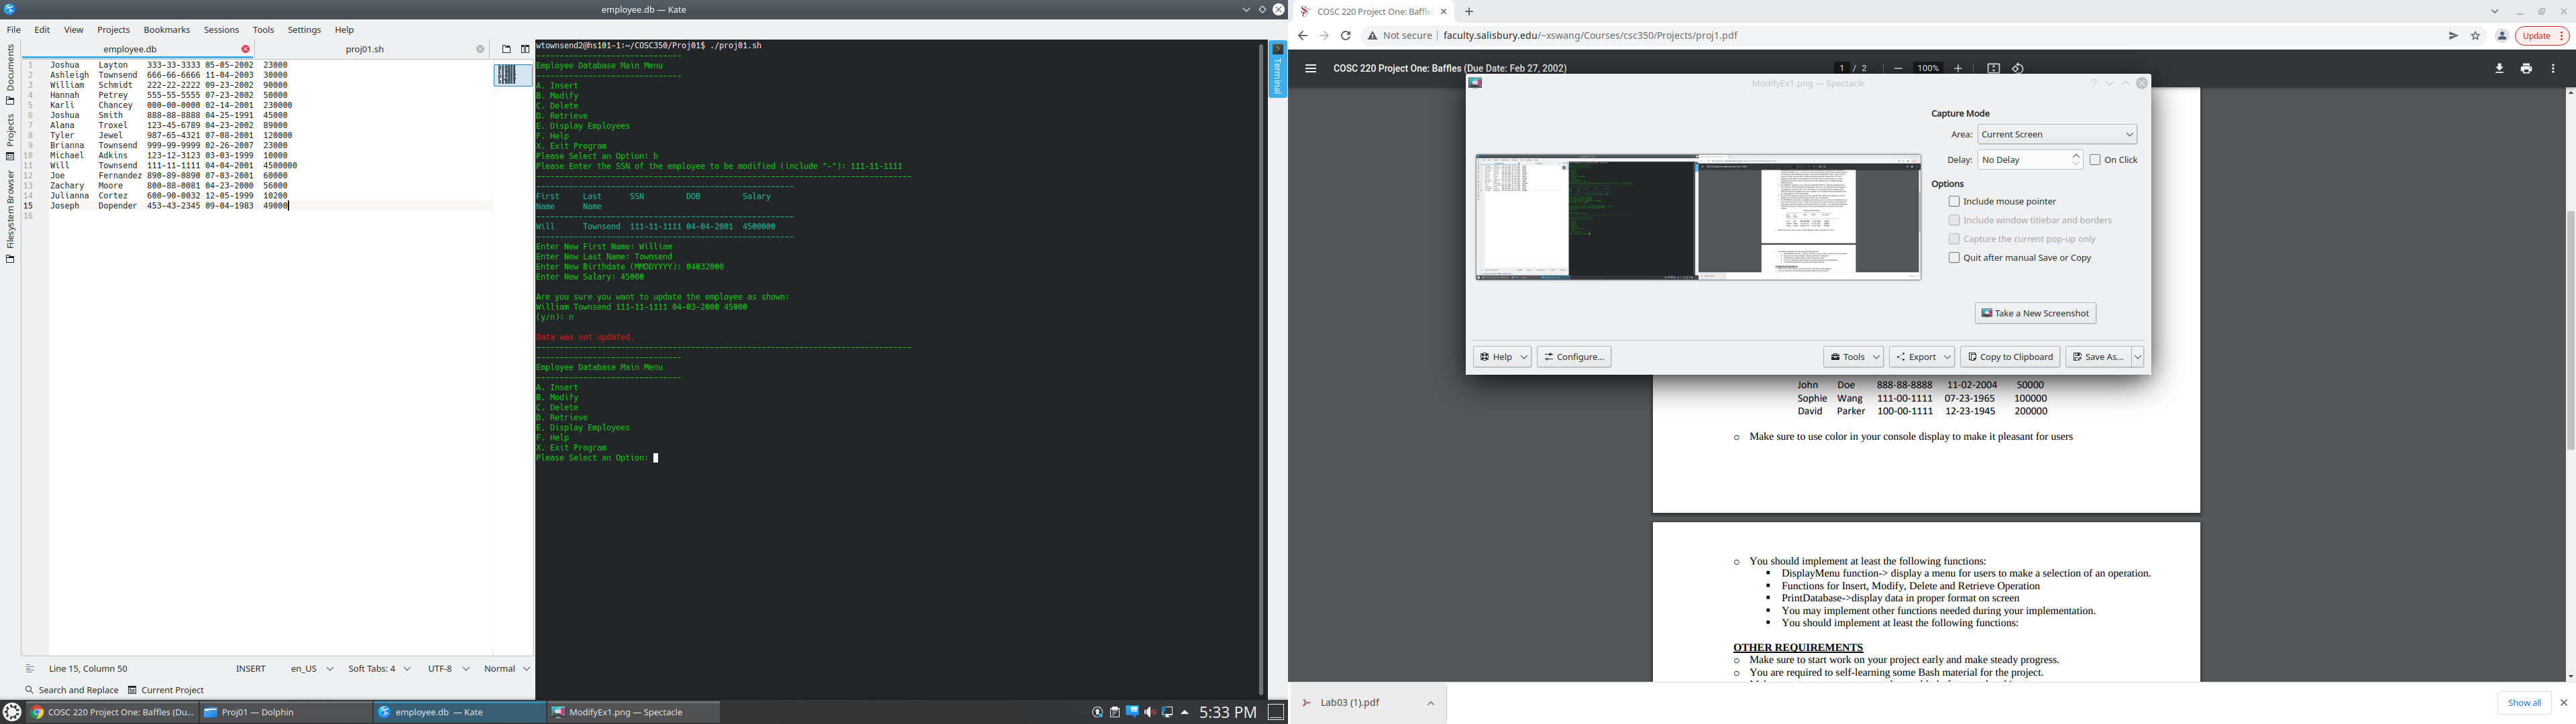 employee.db — Kate
File Edit View Projects Bookmarks Sessions Tools Settings Help
Documents
Projects
Filesystem Browser
employee.db
proj01.sh
1 Joshua Layton 333-33-3333 05-05-2002 23000
2 Ashleigh Townsend 666-66-6666 11-04-2003 30000
3 William Schmidt 222-22-2222 09-23-2002 90000
4 Hannah Petrey 555-55-5555 07-23-2002 50000
5 Karli Chancey 000-00-0000 02-14-2001 230000
6 Joshua Smith 888-88-8888 04-25-1991 45000
7 Alana Troxel 123-45-6789 04-23-2002 89000
8 Tyler Jewel 987-65-4321 07-08-2001 120000
9 Brianna Townsend 999-99-9999 02-26-2007 23000
10 Michael Adkins 123-12-3123 03-03-1999 10000
11 Will Townsend 111-11-1111 04-04-2001 4500000
12 Joe Fernandez 890-89-0890 07-03-2001 60000
13 Zachary Moore 800-88-0081 04-23-2000 56000
14 Julianna Cortez 600-90-0032 12-05-1999 18200
15 Joseph Dopender 453-43-2345 09-04-1983 49000
16
Line 15, Column 50 INSERT en_US Soft Tabs: 4 UTF-8 Normal
Search and Replace Current Project
wtownsend2@hs101-1:~/COSC350/Proj01$ ./proj01.sh
-------------------------------
Employee Database Main Menu
-------------------------------
A. Insert
B. Modify
C. Delete
D. Retrieve
E. Display Employees
F. Help
X. Exit Program
Please Select an Option: b
Please Enter the SSN of the employee to be modified (include "-"): 111-11-1111
--------------------------------------------------------------------------------
-------------------------------------------------------
First Last SSN DOB Salary
Name Name
-------------------------------------------------------
Will Townsend 111-11-1111 04-04-2001 4500000
-------------------------------------------------------
Enter New First Name: William
Enter New Last Name: Townsend
Enter New Birthdate (MMDDYYYY): 04032000
Enter New Salary: 45000
Are you sure you want to update the employee as shown:
William Townsend 111-11-1111 04-03-2000 45000
(y/n): n
Data was not updated.
--------------------------------------------------------------------------------
-------------------------------
Employee Database Main Menu
-------------------------------
A. Insert
B. Modify
C. Delete
D. Retrieve
E. Display Employees
F. Help
X. Exit Program
Please Select an Option:
Terminal
COSC 220 Project One: Baffles (Du...
Proj01 — Dolphin
employee.db — Kate
ModifyEx1.png — Spectacle
5:33 PM
COSC 220 Project One: Baffle
Not secure | faculty.salisbury.edu/~xswang/Courses/csc350/Projects/proj1.pdf
Update
COSC 220 Project One: Baffles (Due Date: Feb 27, 2002)
1 / 2
100%
ModifyEx1.png — Spectacle
Capture Mode
Area: Current Screen
Delay: No Delay
On Click
Options
Include mouse pointer
Include window titlebar and borders
Capture the current pop-up only
Quit after manual Save or Copy
Take a New Screenshot
Help
Configure...
Tools
Export
Copy to Clipboard
Save As...
John Doe 888-88-8888 11-02-2004 50000
Sophie Wang 111-00-1111 07-23-1965 100000
David Parker 100-00-1111 12-23-1945 200000
o Make sure to use color in your console display to make it pleasant for users
o You should implement at least the following functions:
▪ DisplayMenu function-> display a menu for users to make a selection of an operation.
▪ Functions for Insert, Modify, Delete and Retrieve Operation
▪ PrintDatabase->display data in proper format on screen
▪ You may implement other functions needed during your implementation.
▪ You should implement at least the following functions:
OTHER REQUIREMENTS
o Make sure to start work on your project early and make steady progress.
o You are required to self-learning some Bash material for the project.
Lab03 (1).pdf
Show all